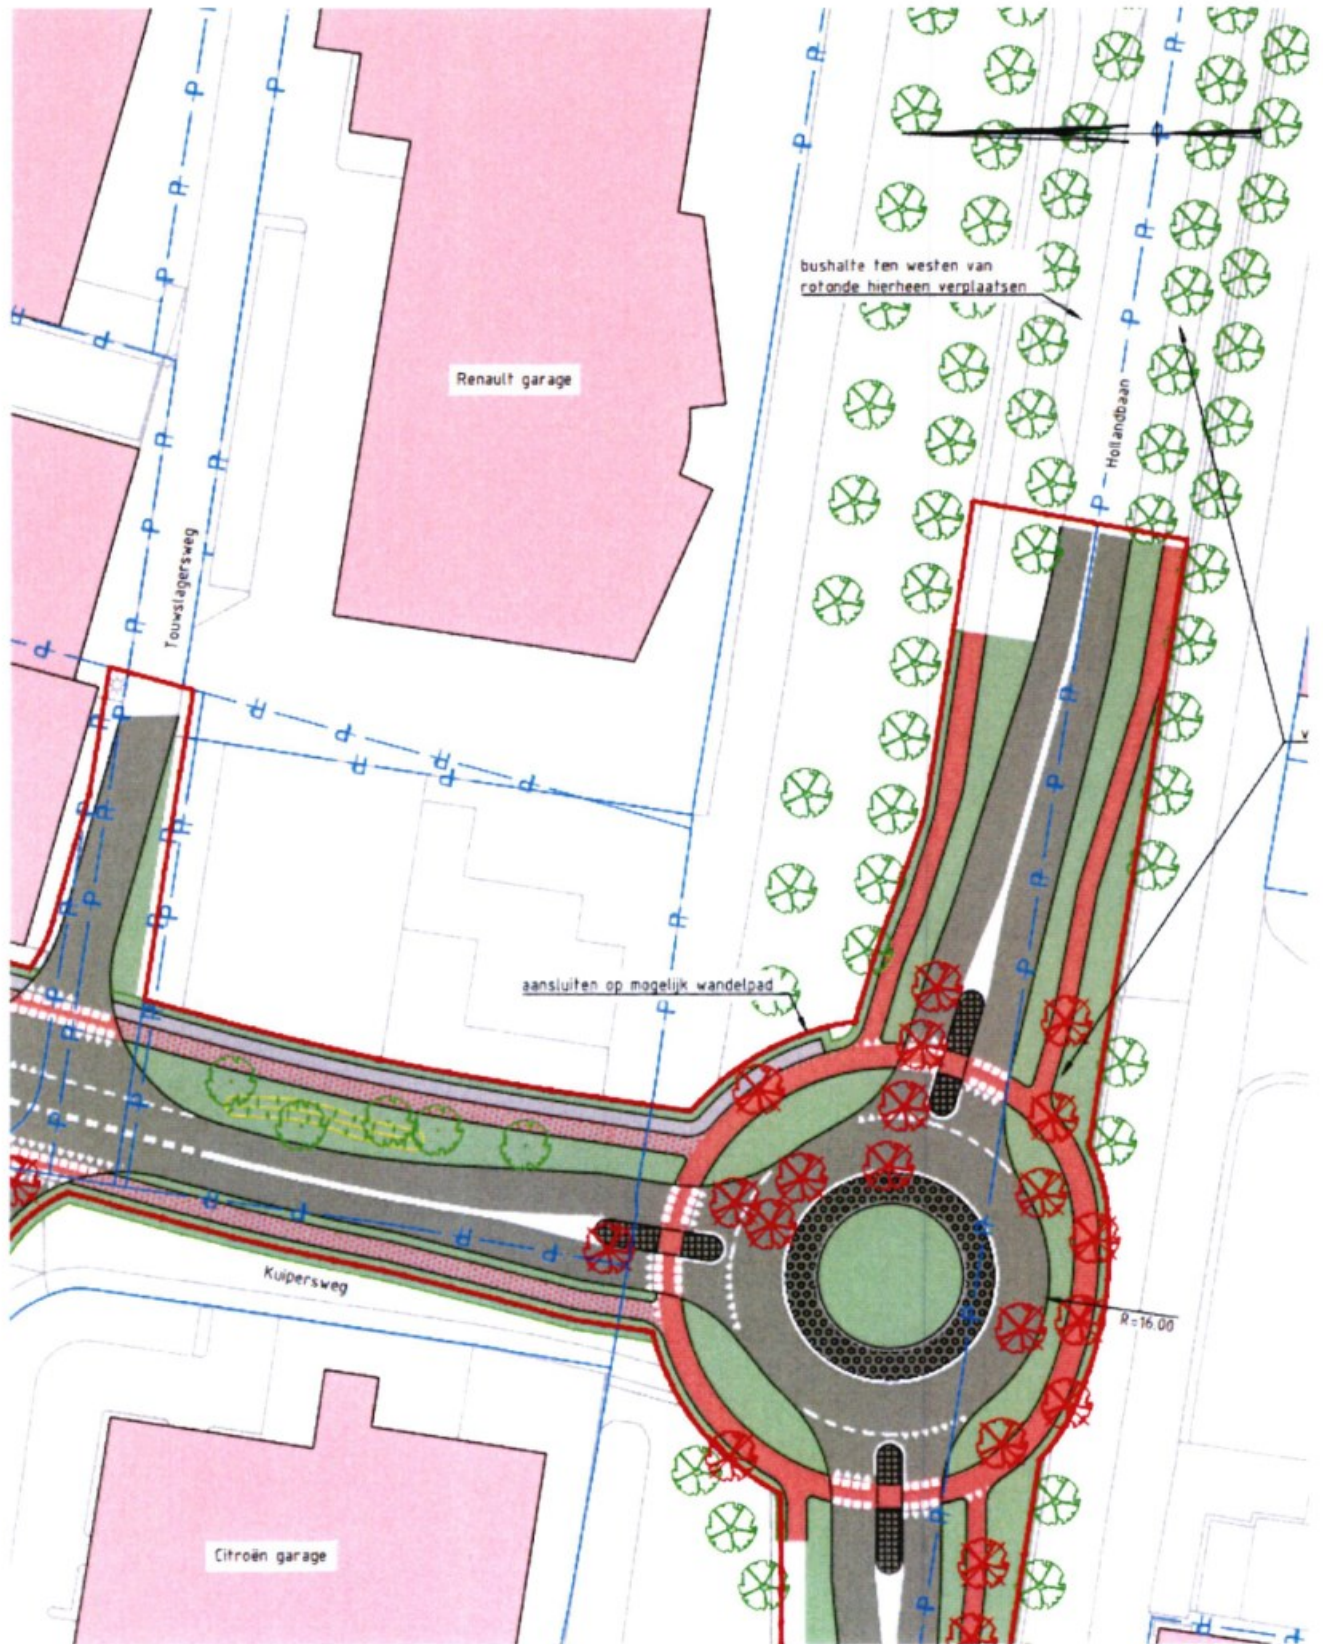 bushalte ten westen van
rotonde hierheen verplaatsen
Renault garage
Hollandbaan
Touwslagersweg
aansluiten op mogelijk wandelpad
Kuipersweg
R=16.00
Citroën garage